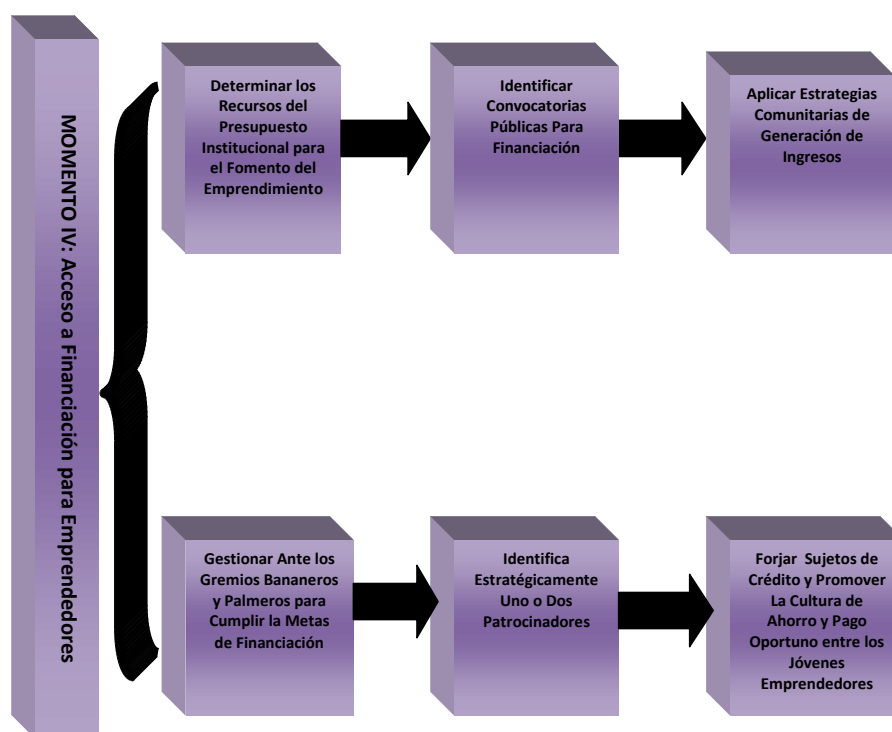 MOMENTO IV: Acceso a Financiación para Emprendedores
Determinar los
Recursos del
Presupuesto
Institucional para
el Fomento del
Emprendimiento
Identificar
Convocatorias
Públicas Para
Financiación
Aplicar Estrategias
Comunitarias de
Generación de
Ingresos
Gestionar Ante los
Gremios Bananeros
y Palmeros para
Cumplir la Metas
de Financiación
Identifica
Estratégicamente
Uno o Dos
Patrocinadores
Forjar  Sujetos de
Crédito y Promover
La Cultura de
Ahorro y Pago
Oportuno entre los
Jóvenes
Emprendedores